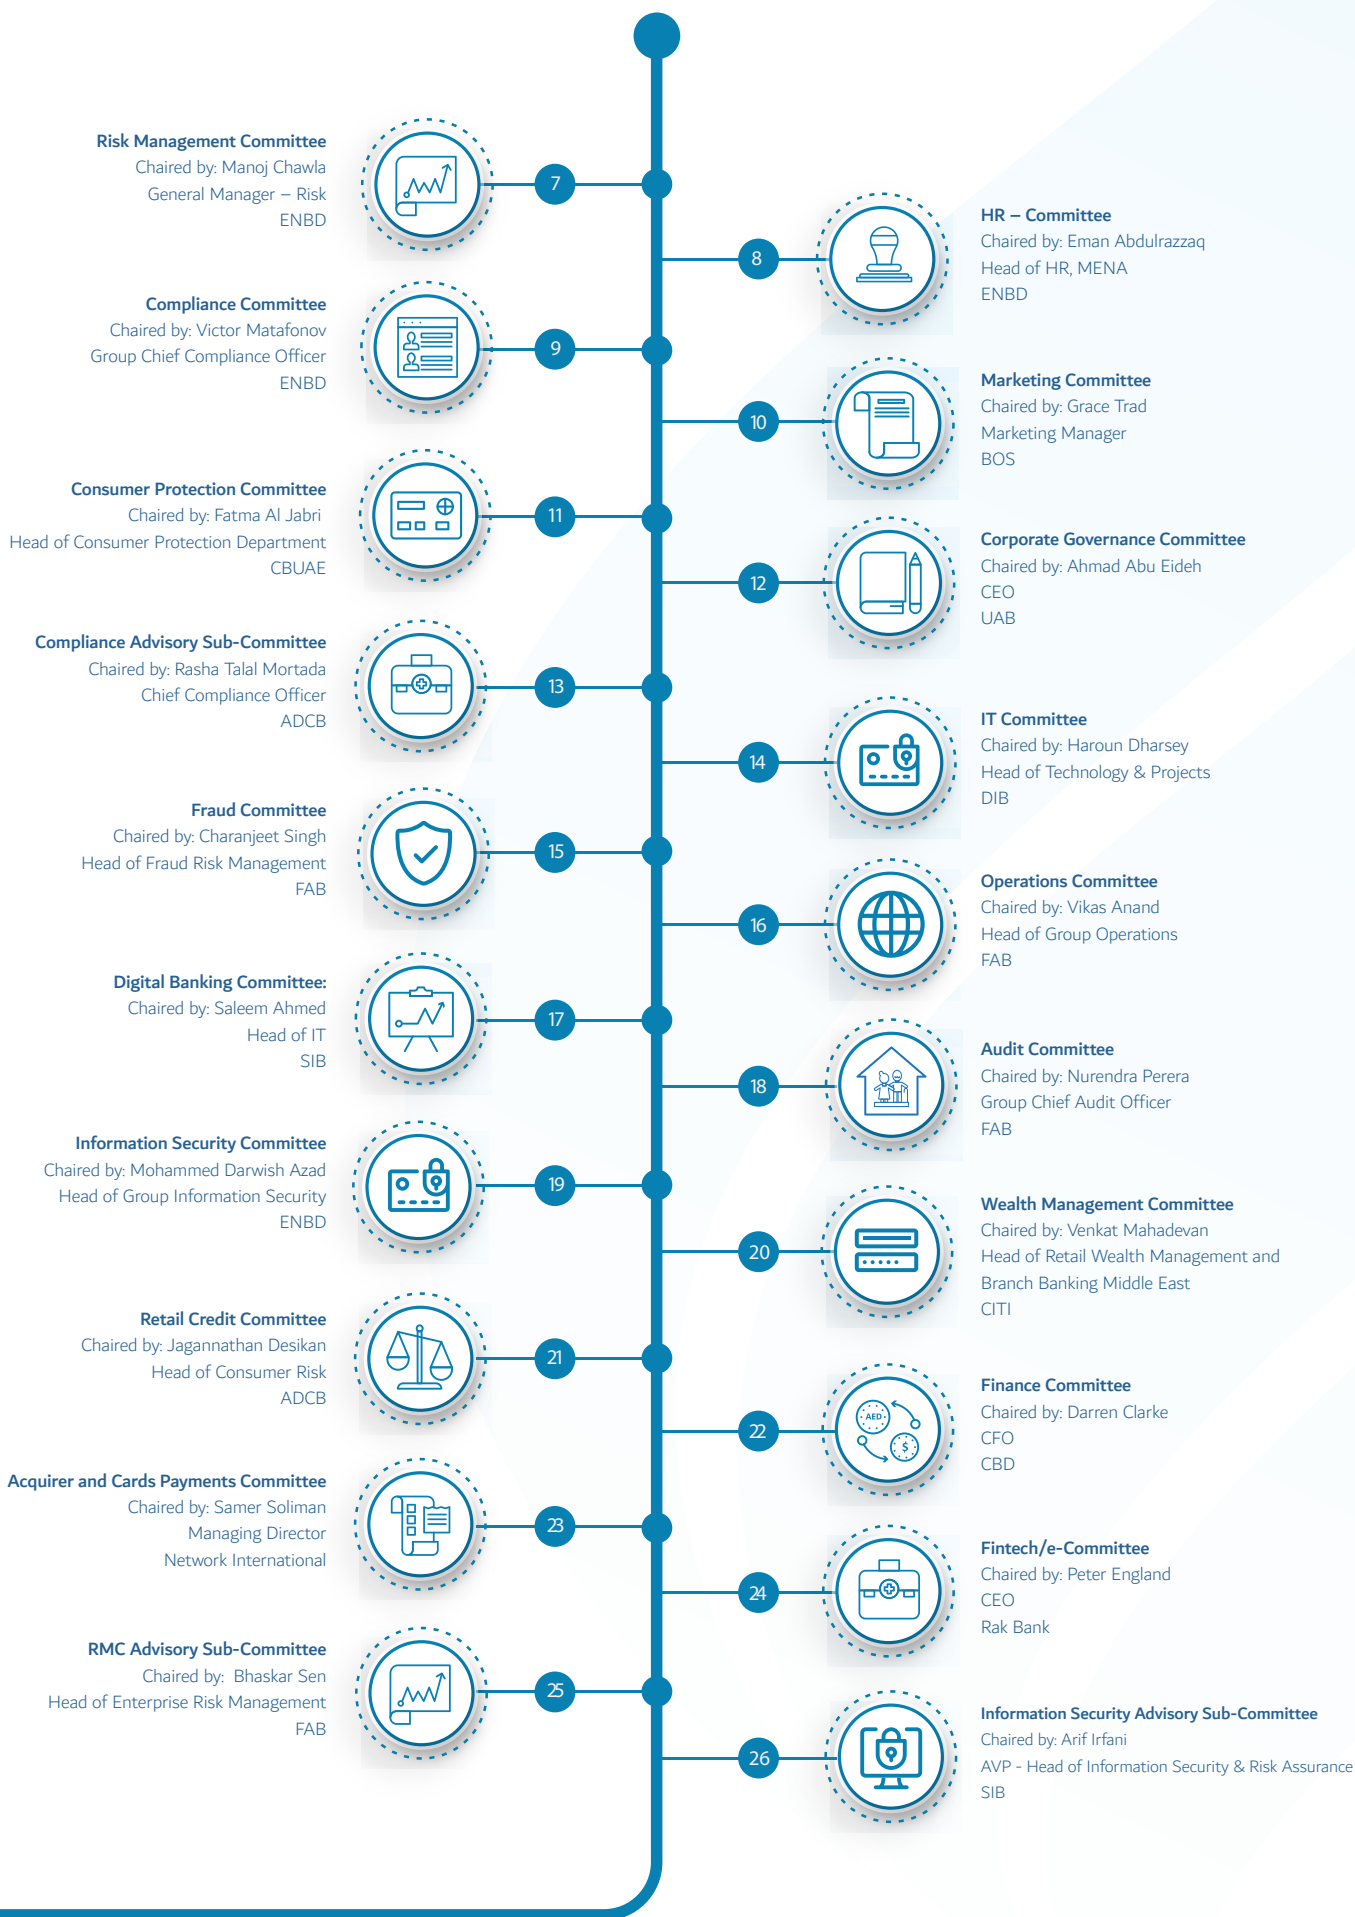 Risk Management Committee
Chaired by: Manoj Chawla
General Manager – Risk
ENBD
7
HR – Committee
Chaired by: Eman Abdulrazzaq
Head of HR, MENA
ENBD
8
Compliance Committee
Chaired by: Victor Matafonov
Group Chief Compliance Officer
ENBD
9
Marketing Committee
Chaired by: Grace Trad
Marketing Manager
BOS
10
Consumer Protection Committee
Chaired by: Fatma Al Jabri
Head of Consumer Protection Department
CBUAE
11
Corporate Governance Committee
Chaired by: Ahmad Abu Eideh
CEO
UAB
12
Compliance Advisory Sub-Committee
Chaired by: Rasha Talal Mortada
Chief Compliance Officer
ADCB
13
IT Committee
Chaired by: Haroun Dharsey
Head of Technology & Projects
DIB
14
Fraud Committee
Chaired by: Charanjeet Singh
Head of Fraud Risk Management
FAB
15
Operations Committee
Chaired by: Vikas Anand
Head of Group Operations
FAB
16
Digital Banking Committee:
Chaired by: Saleem Ahmed
Head of IT
SIB
17
Audit Committee
Chaired by: Nurendra Perera
Group Chief Audit Officer
FAB
18
Information Security Committee
Chaired by: Mohammed Darwish Azad
Head of Group Information Security
ENBD
19
Wealth Management Committee
Chaired by: Venkat Mahadevan
Head of Retail Wealth Management and
Branch Banking Middle East
CITI
20
Retail Credit Committee
Chaired by: Jagannathan Desikan
Head of Consumer Risk
ADCB
21
Finance Committee
Chaired by: Darren Clarke
CFO
CBD
22
AED
$
Acquirer and Cards Payments Committee
Chaired by: Samer Soliman
Managing Director
Network International
23
Fintech/e-Committee
Chaired by: Peter England
CEO
Rak Bank
24
RMC Advisory Sub-Committee
Chaired by: Bhaskar Sen
Head of Enterprise Risk Management
FAB
25
Information Security Advisory Sub-Committee
Chaired by: Arif Irfani
AVP - Head of Information Security & Risk Assurance
SIB
26